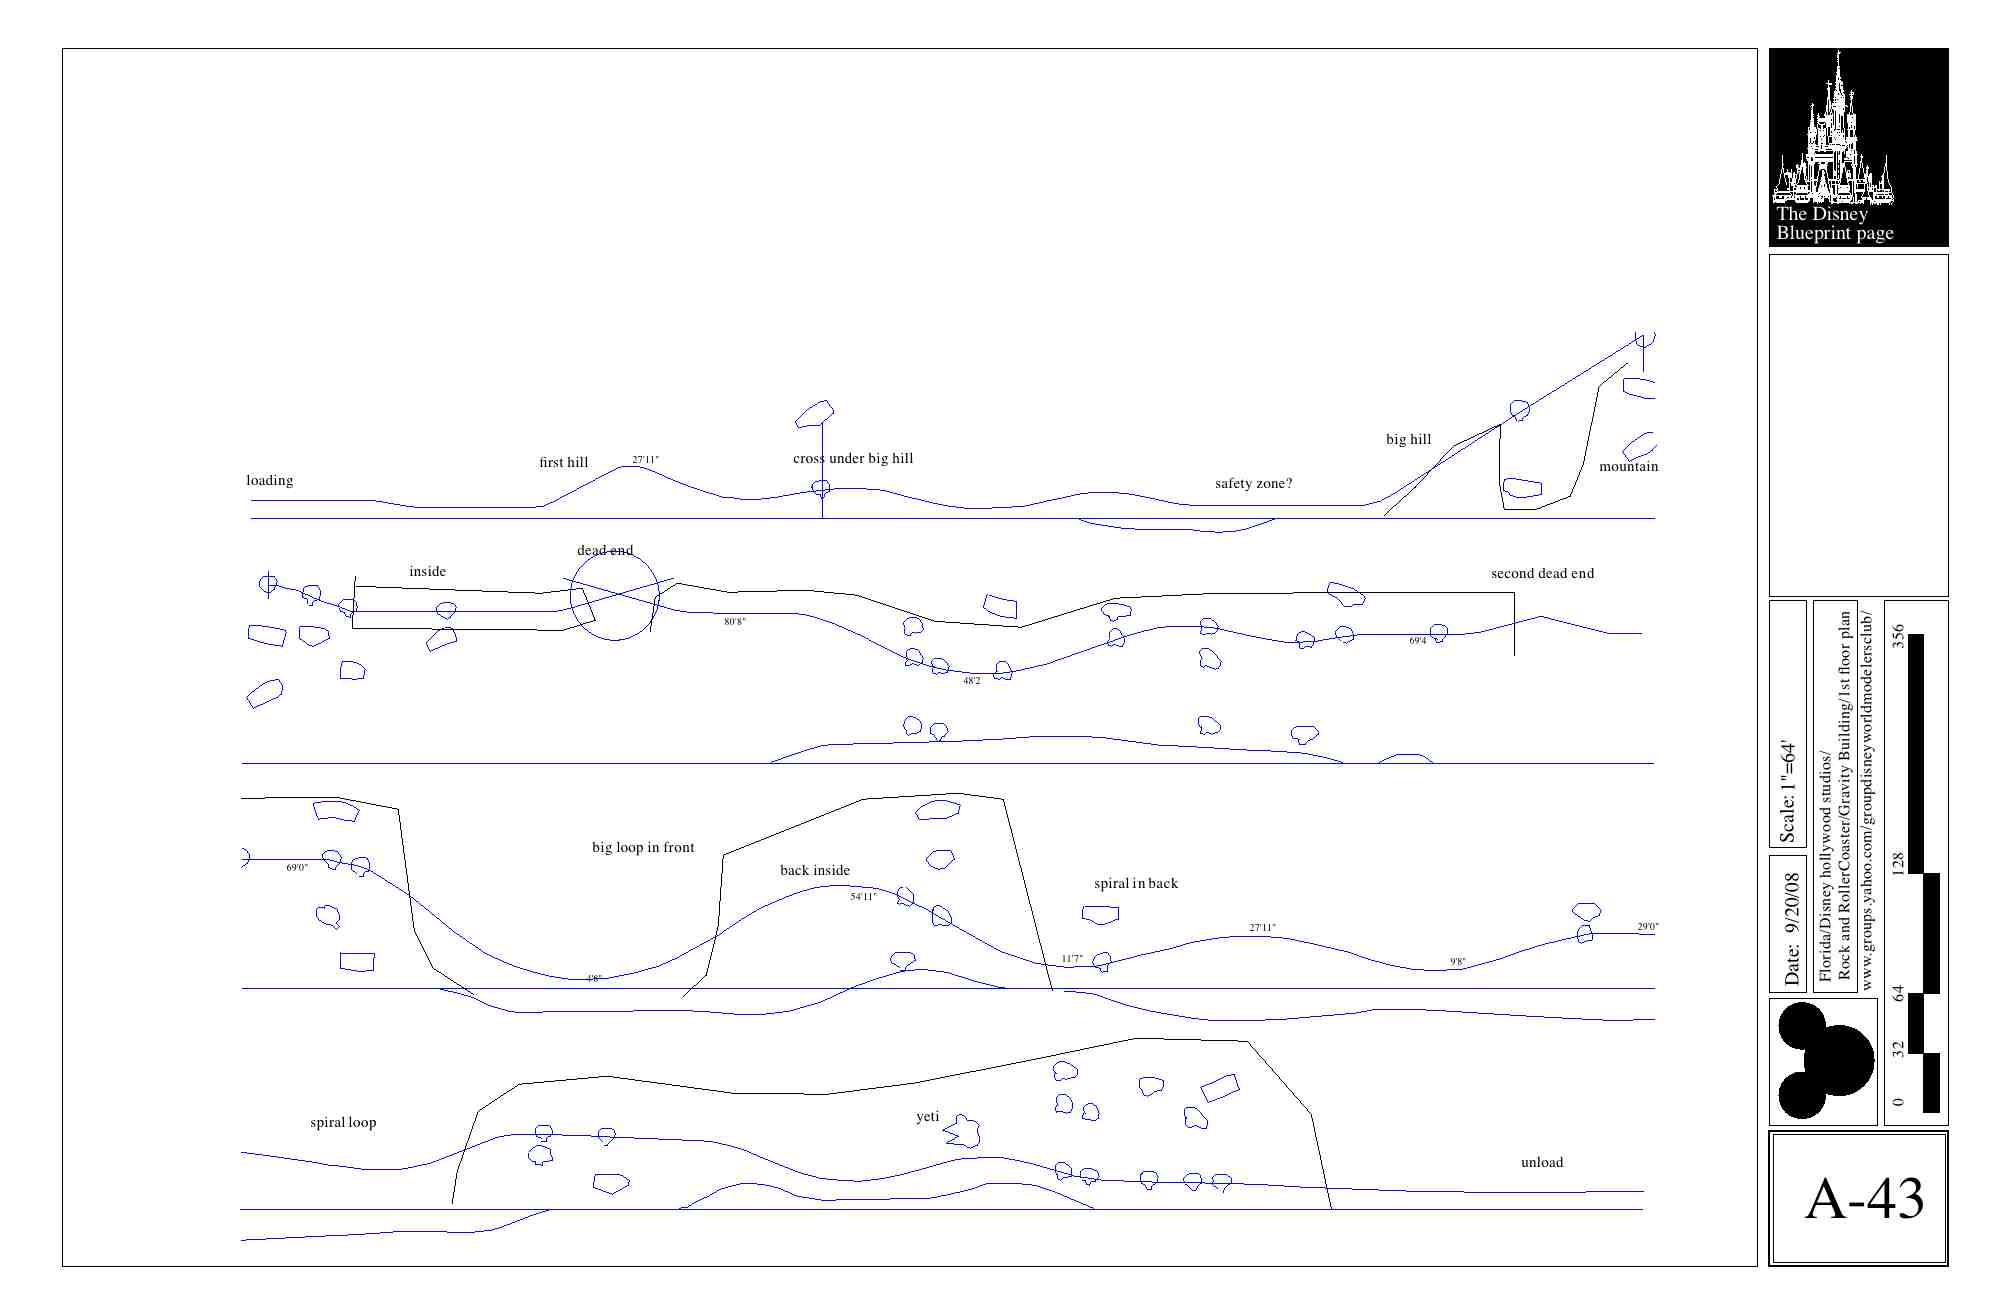 The Disney
Blueprint page
big hill
first hill
27'11"
cross under big hill
mountain
loading
safety zone?
dead end
inside
second dead end
80'8"
69'4
48'2
big loop in front
69'0"
back inside
54'11"
spiral in back
27'11"
29'0"
11'7"
9'8"
4'8"
spiral loop
yeti
unload
Scale: 1"=64'
Date: 9/20/08
Florida/Disney hollywood studios/
Rock and RollerCoaster/Gravity Building/1st floor plan
www.groups.yahoo.com/groupdisneyworldmodelersclub/
0 32 64 128 356
A-43